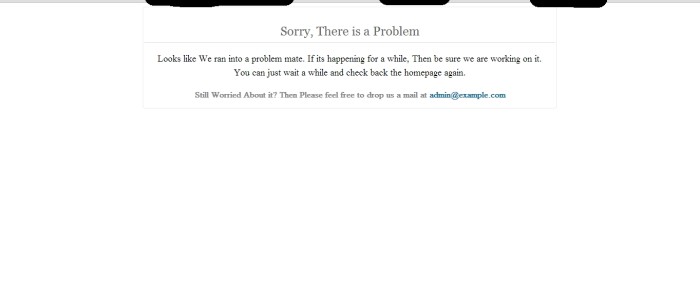 Sorry, There is a Problem
Looks like We ran into a problem mate. If its happening for a while, Then be sure we are working on it.
You can just wait a while and check back the homepage again.
Still Worried About it? Then Please feel free to drop us a mail at admin@example.com